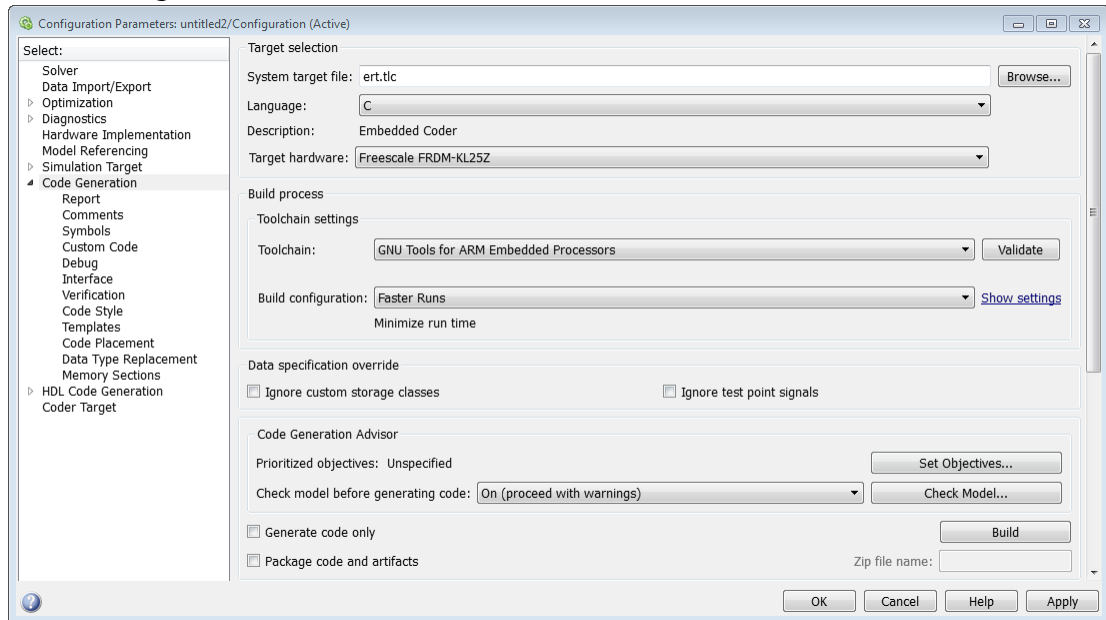 Configuration Parameters: untitled2/Configuration (Active)
Select:
Solver
Data Import/Export
Optimization
Diagnostics
Hardware Implementation
Model Referencing
Simulation Target
Code Generation
Report
Comments
Symbols
Custom Code
Debug
Interface
Verification
Code Style
Templates
Code Placement
Data Type Replacement
Memory Sections
HDL Code Generation
Coder Target
Target selection
System target file: ert.tlc Browse...
Language: C
Description: Embedded Coder
Target hardware: Freescale FRDM-KL25Z
Build process
Toolchain settings
Toolchain: GNU Tools for ARM Embedded Processors Validate
Build configuration: Faster Runs Show settings
Minimize run time
Data specification override
Ignore custom storage classes Ignore test point signals
Code Generation Advisor
Prioritized objectives: Unspecified Set Objectives...
Check model before generating code: On (proceed with warnings) Check Model...
Generate code only Build
Package code and artifacts Zip file name:
OK Cancel Help Apply